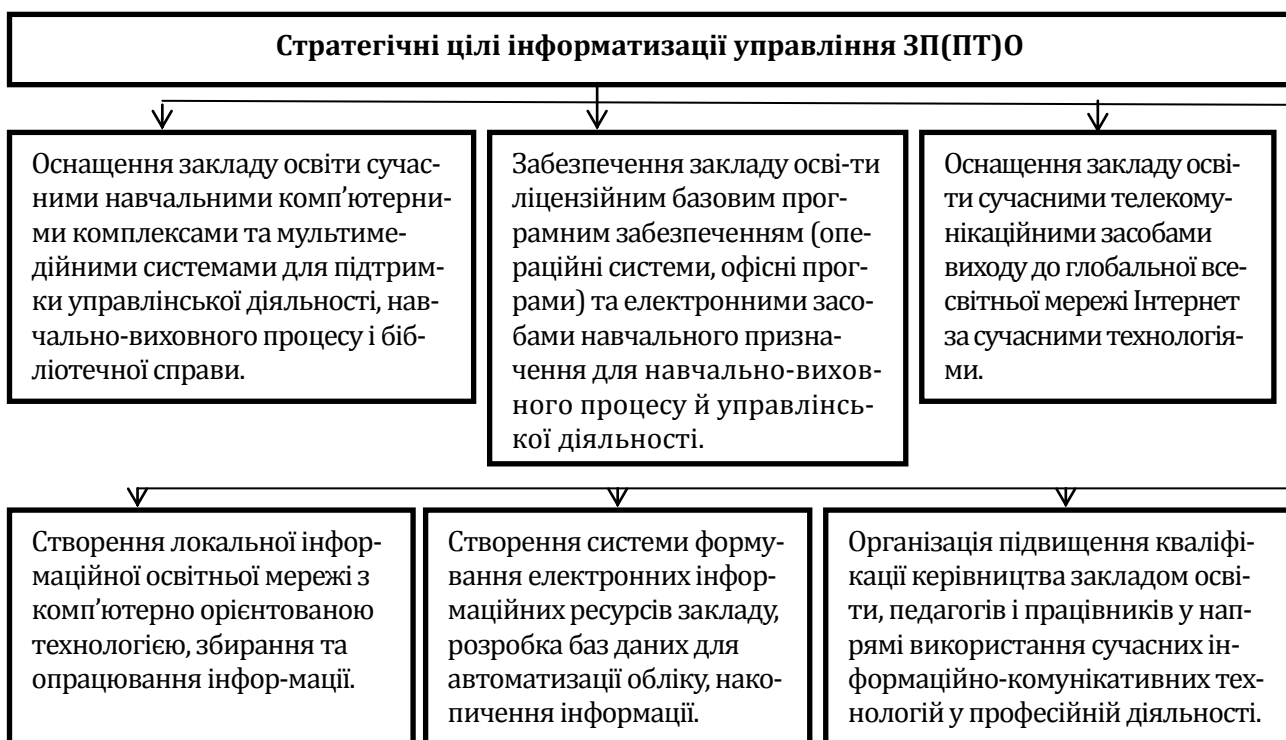 Стратегічні цілі інформатизації управління ЗП(ПТ)О
Оснащення закладу освіти сучас-
ними навчальними комп’ютерни-
ми комплексами та мультиме-
дійними системами для підтрим-
ки управлінської діяльності, нав-
чально-виховного процесу і біб-
ліотечної справи.
Забезпечення закладу осві-ти
ліцензійним базовим прог-
рамним забезпеченням (опе-
раційні системи, офісні прог-
рами) та електронними засо-
бами навчального призна-
чення для навчально-вихов-
ного процесу й управлінсь-
кої діяльності.
Оснащення закладу осві-
ти сучасними телекому-
нікаційними засобами
виходу до глобальної все-
світньої мережі Інтернет
за сучасними технологія-
ми.
Створення локальної інфор-
маційної освітньої мережі з
комп’ютерно орієнтованою
технологією, збирання та
опрацювання інфор-мації.
Створення системи форму-
вання електронних інфор-
маційних ресурсів закладу,
розробка баз даних для
автоматизації обліку, нако-
пичення інформації.
Організація підвищення кваліфі-
кації керівництва закладом осві-
ти, педагогів і працівників у нап-
рямі використання сучасних ін-
формаційно-комунікативних тех-
нологій у професійній діяльності.